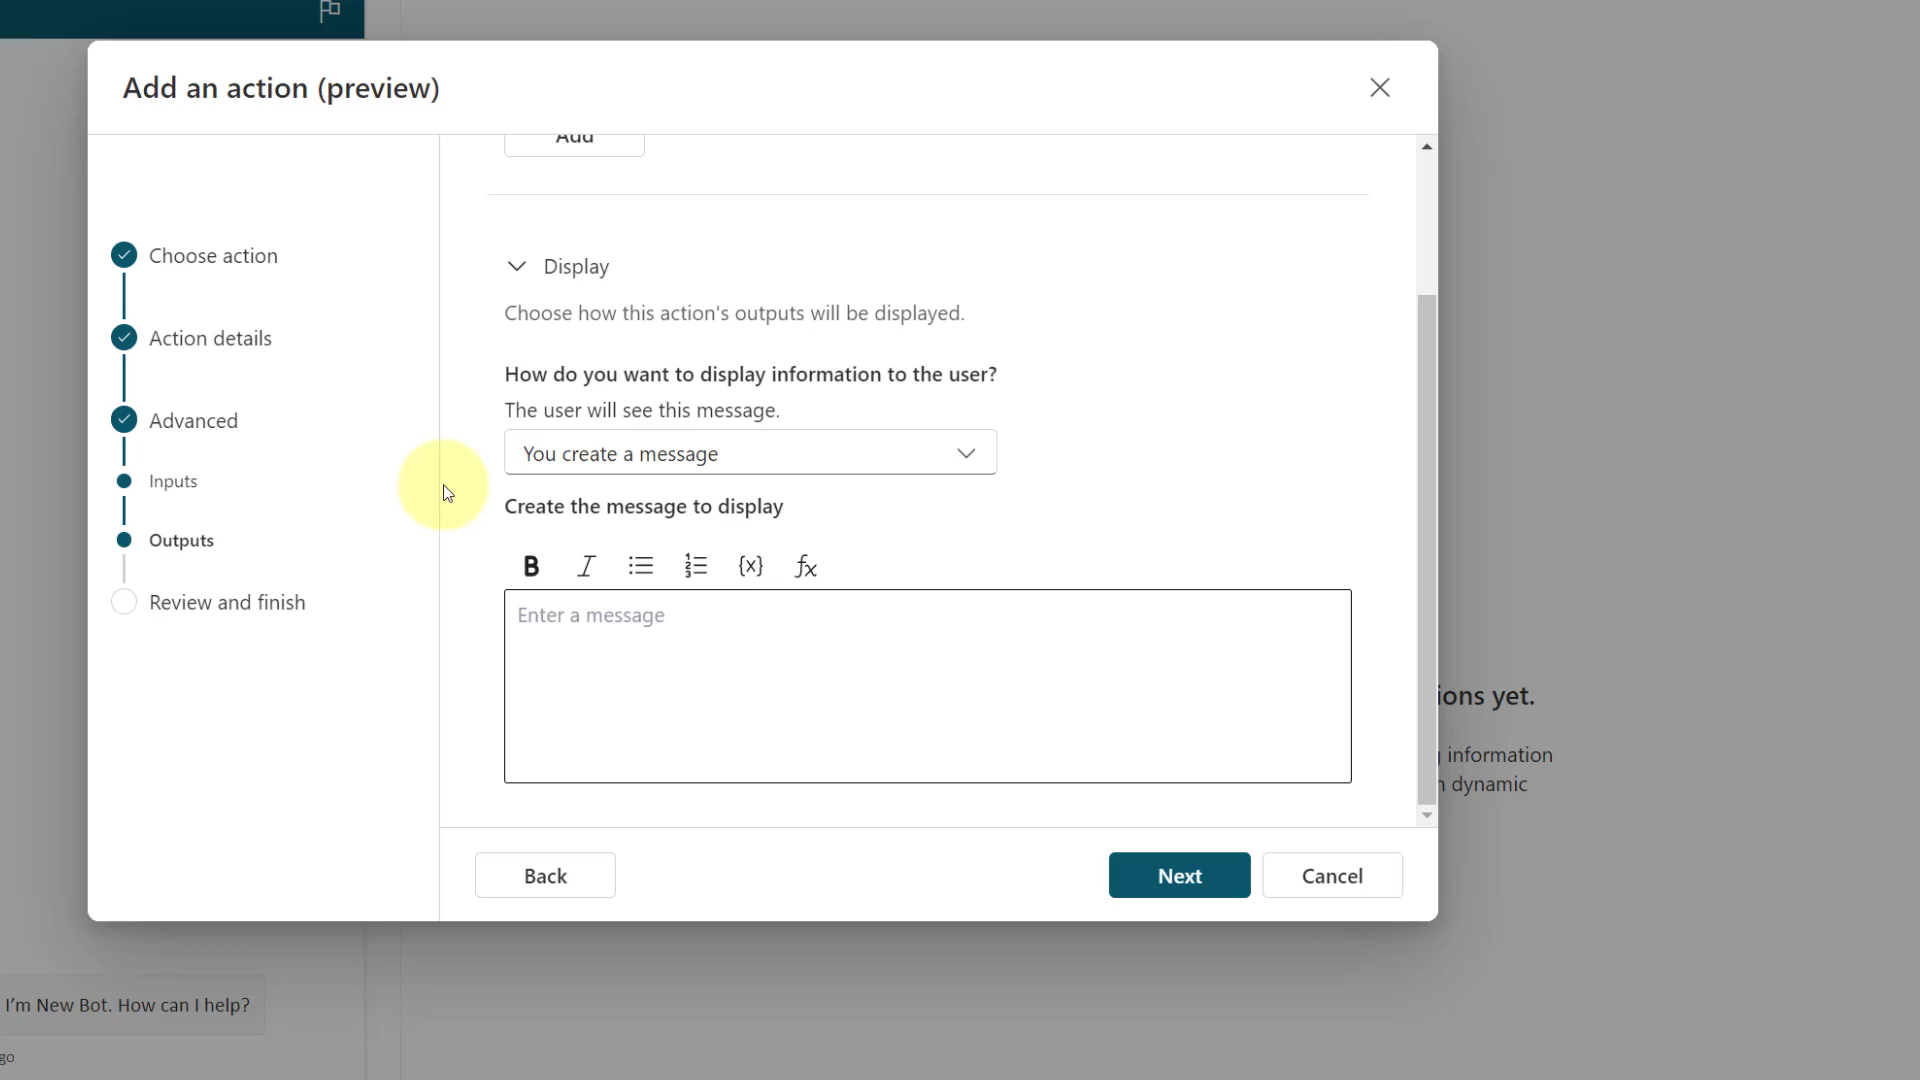 Add an action (preview)
Add
Choose action
Action details
Advanced
Inputs
Outputs
Review and finish
Display
Choose how this action's outputs will be displayed.
How do you want to display information to the user?
The user will see this message.
You create a message
Create the message to display
B I {x} fx
Enter a message
Back
Next
Cancel
ions yet.
information
dynamic
I'm New Bot. How can I help?
go